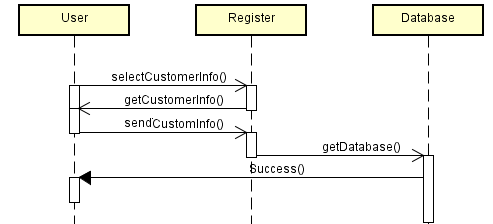 User
Register
Database
selectCustomerInfo()
getCustomerInfo()
sendCustomInfo()
getDatabase()
Success()